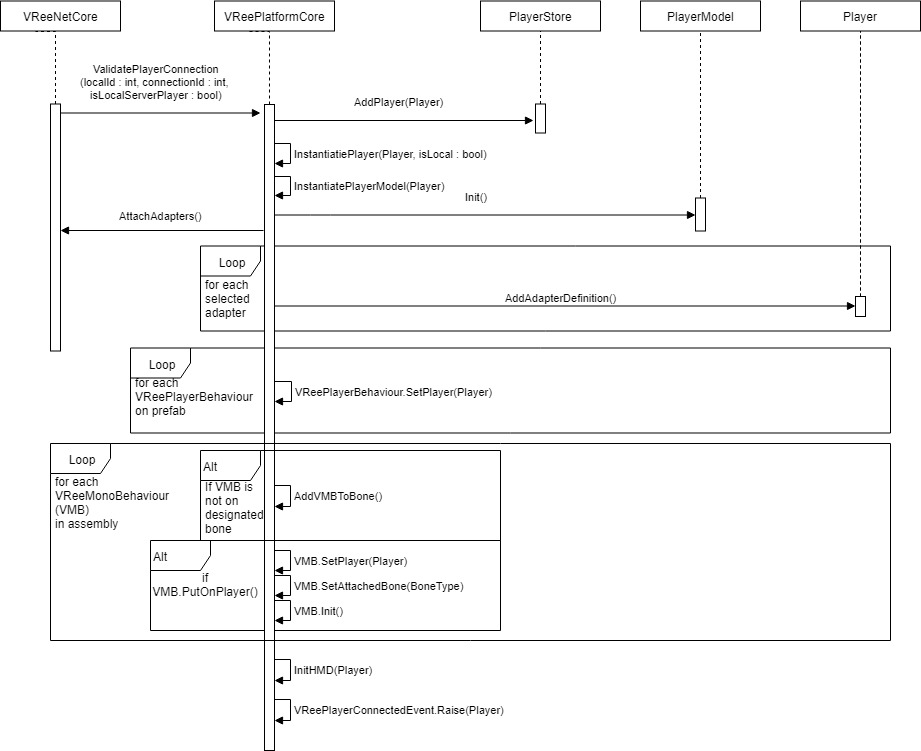 VReeNetCore
VReePlatformCore
PlayerStore
PlayerModel
Player
ValidatePlayerConnection
(localId : int, connectionId : int,
isLocalServerPlayer : bool)
AddPlayer(Player)
InstantiatiePlayer(Player, isLocal : bool)
InstantiatePlayerModel(Player)
Init()
AttachAdapters()
Loop
for each
selected
adapter
AddAdapterDefinition()
Loop
for each
VReePlayerBehaviour
on prefab
VReePlayerBehaviour.SetPlayer(Player)
Loop
for each
VReeMonoBehaviour
(VMB)
in assembly
Alt
If VMB is
not on
designated
bone
AddVMBToBone()
Alt
if
VMB.PutOnPlayer()
VMB.SetPlayer(Player)
VMB.SetAttachedBone(BoneType)
VMB.Init()
InitHMD(Player)
VReePlayerConnectedEvent.Raise(Player)